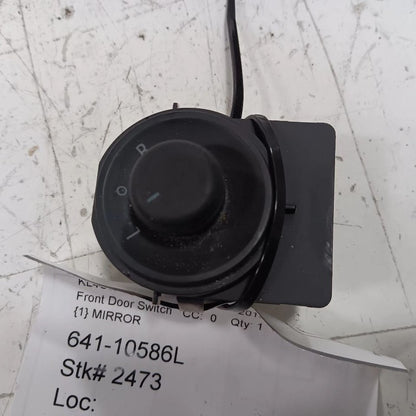 R
O
L
Front Door Switch CC: 0 Qty: 1
{1} MIRROR
641-10586L
Stk# 2473
Loc: